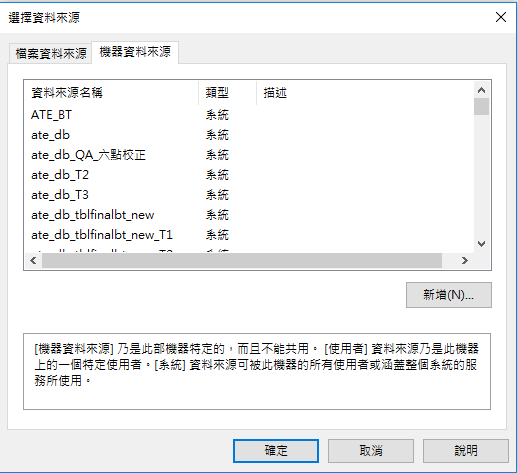 選擇資料來源
檔案資料來源 機器資料來源
資料來源名稱 類型 描述
ATE_BT 系統
ate_db 系統
ate_db_QA_六點校正 系統
ate_db_T2 系統
ate_db_T3 系統
ate_db_tblfinalbt_new 系統
ate_db_tblfinalbt_new_T1 系統
新增(N)...
[機器資料來源] 乃是此部機器特定的，而且不能共用。 [使用者] 資料來源乃是此機器
上的一個特定使用者。[系統] 資料來源可被此機器的所有使用者或涵蓋整個系統的服
務所使用。
確定 取消 說明